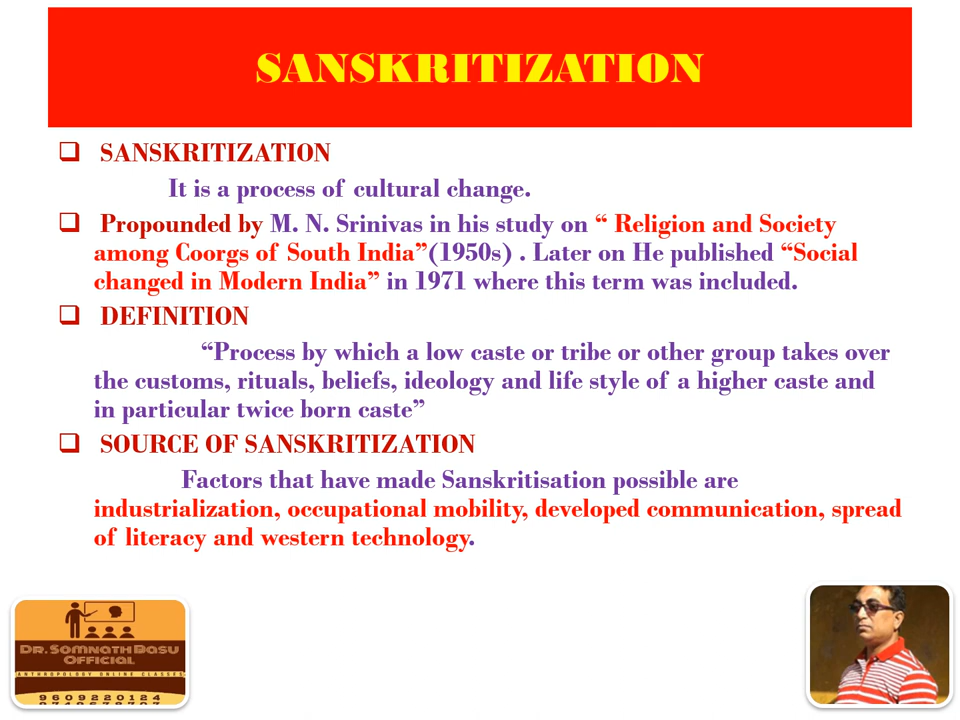 SANSKRITIZATION
SANSKRITIZATION
It is a process of cultural change.
Propounded by M. N. Srinivas in his study on “ Religion and Society
among Coorgs of South India”(1950s) . Later on He published “Social
changed in Modern India” in 1971 where this term was included.
DEFINITION
“Process by which a low caste or tribe or other group takes over
the customs, rituals, beliefs, ideology and life style of a higher caste and
in particular twice born caste”
SOURCE OF SANSKRITIZATION
Factors that have made Sanskritisation possible are
industrialization, occupational mobility, developed communication, spread
of literacy and western technology.
Dr. Somnath Basu
Official
ANTHROPOLOGY ONLINE CLASSES
9609220124